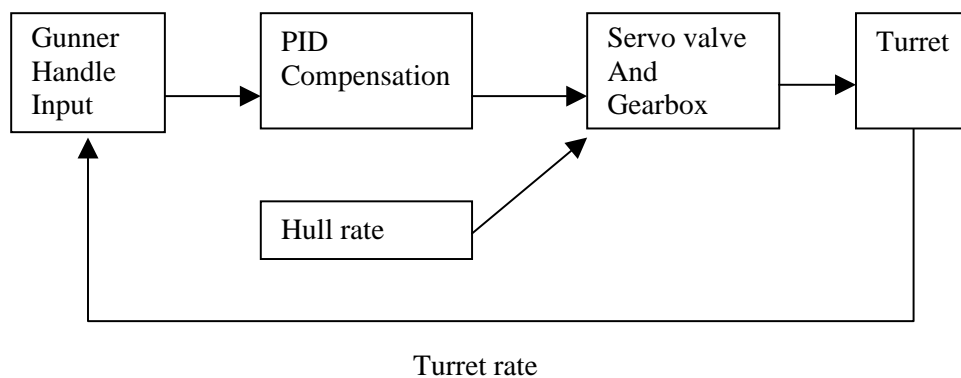 Gunner
Handle
Input
PID
Compensation
Servo valve
And
Gearbox
Turret
Hull rate
Turret rate